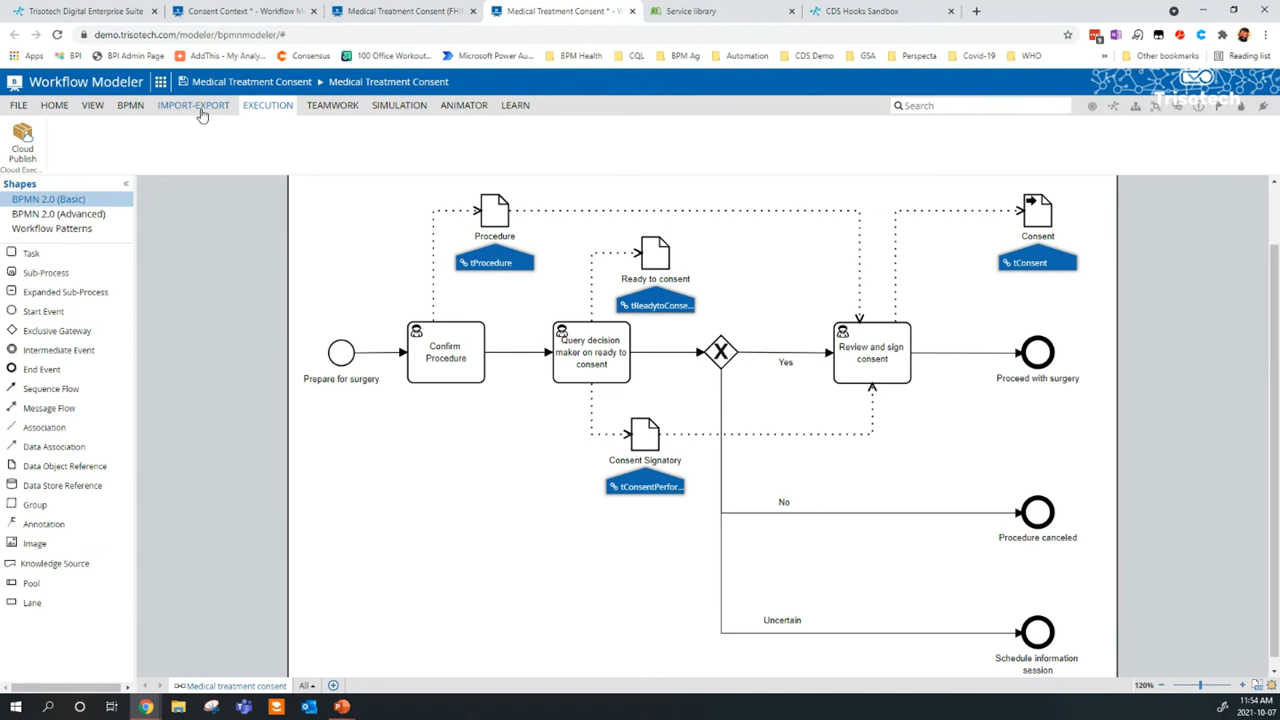 Trisotech Digital Enterprise Suite
Consent Context * - Workflow M
Medical Treatment Consent (FHI
Medical Treatment Consent * - W
Service library
CDS Hooks Sandbox
demo.trisotech.com/modeler/bpmnmodeler/#
Apps
BPI
BPI Admin Page
AddThis - My Analy...
Consensus
100 Office Workout...
Microsoft Power Au...
BPM Health
CQL
BPM Ag
Automation
CDS Demo
GSA
Perspecta
Covid-19
WHO
»
Other bookmarks
Reading list
Workflow Modeler
Medical Treatment Consent ▸ Medical Treatment Consent
Trisotech
FILE
HOME
VIEW
BPMN
IMPORT-EXPORT
EXECUTION
TEAMWORK
SIMULATION
ANIMATOR
LEARN
Search
Cloud
Publish
Cloud Exec...
Shapes
BPMN 2.0 (Basic)
BPMN 2.0 (Advanced)
Workflow Patterns
Task
Sub-Process
Expanded Sub-Process
Start Event
Exclusive Gateway
Intermediate Event
End Event
Sequence Flow
Message Flow
Association
Data Association
Data Object Reference
Data Store Reference
Group
Annotation
Image
Knowledge Source
Pool
Lane
Procedure
tProcedure
Ready to consent
tReadytoConse...
Consent
tConsent
Prepare for surgery
Confirm
Procedure
Query decision
maker on ready to
consent
X
Yes
Review and sign
consent
Proceed with surgery
Consent Signatory
tConsentPerfor...
No
Procedure canceled
Uncertain
Schedule information
session
Medical treatment consent
All
120%
11:54 AM
2021-10-07